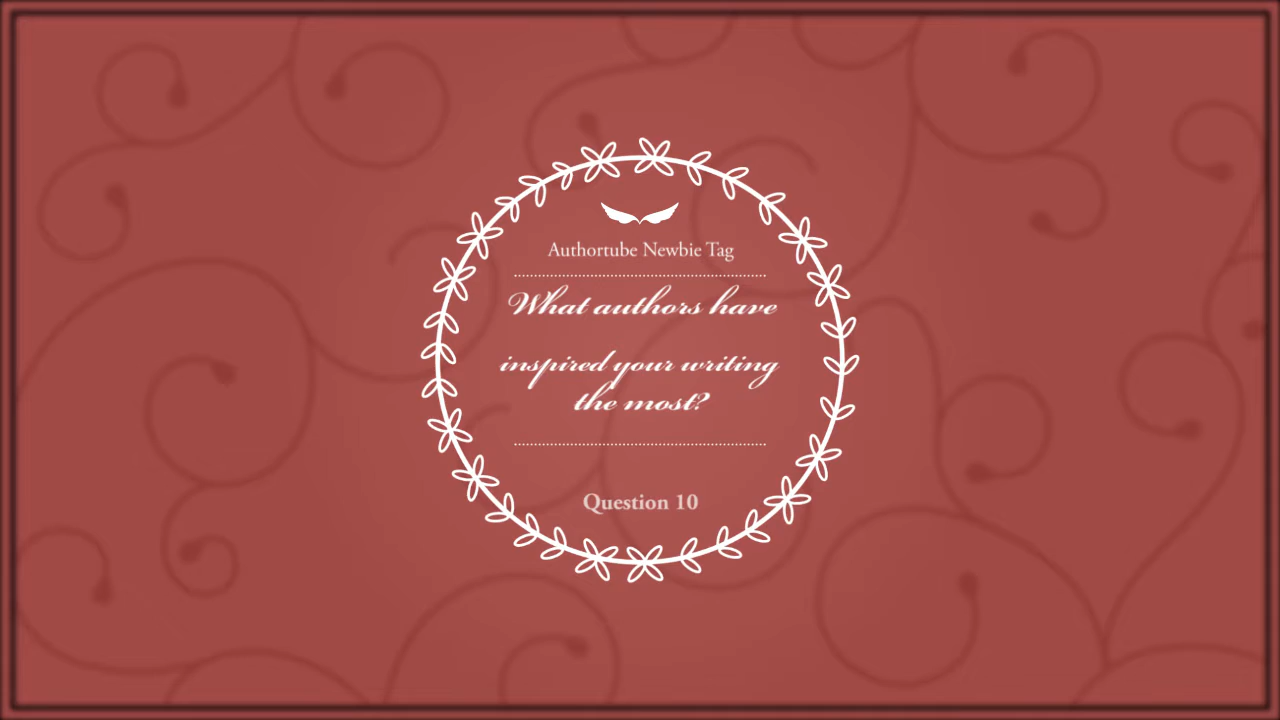 Authortube Newbie Tag
What authors have
inspired your writing
the most?
Question 10